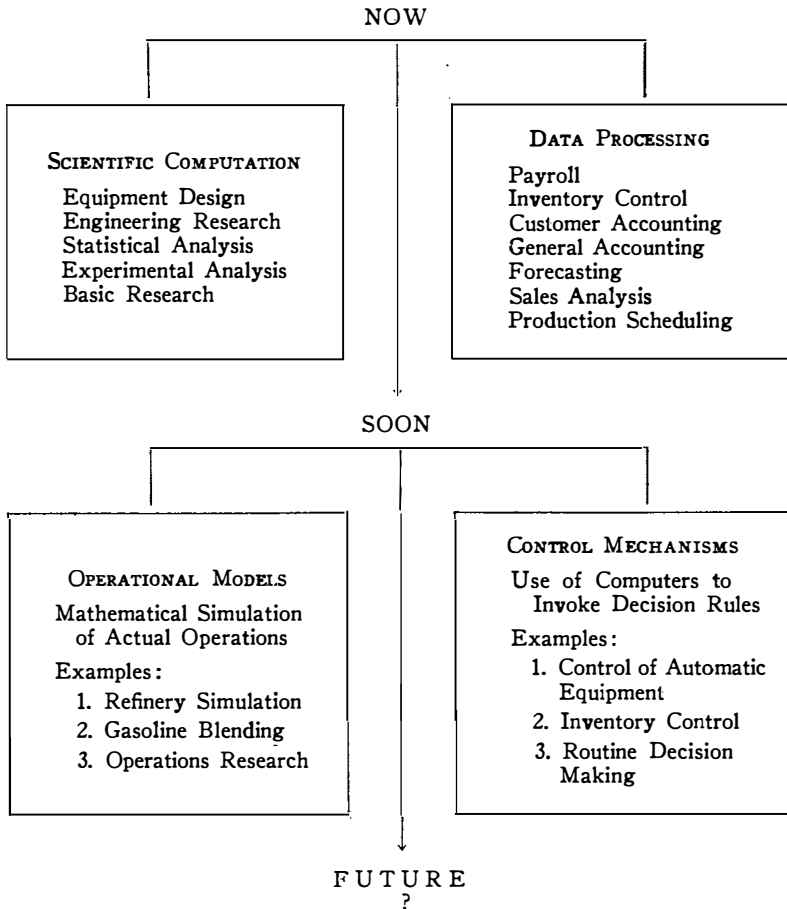 NOW
SCIENTIFIC COMPUTATION
Equipment Design
Engineering Research
Statistical Analysis
Experimental Analysis
Basic Research
DATA PROCESSING
Payroll
Inventory Control
Customer Accounting
General Accounting
Forecasting
Sales Analysis
Production Scheduling
SOON
OPERATIONAL MODELS
Mathematical Simulation
of Actual Operations
Examples:
1. Refinery Simulation
2. Gasoline Blending
3. Operations Research
CONTROL MECHANISMS
Use of Computers to
Invoke Decision Rules
Examples:
1. Control of Automatic
Equipment
2. Inventory Control
3. Routine Decision
Making
FUTURE
?